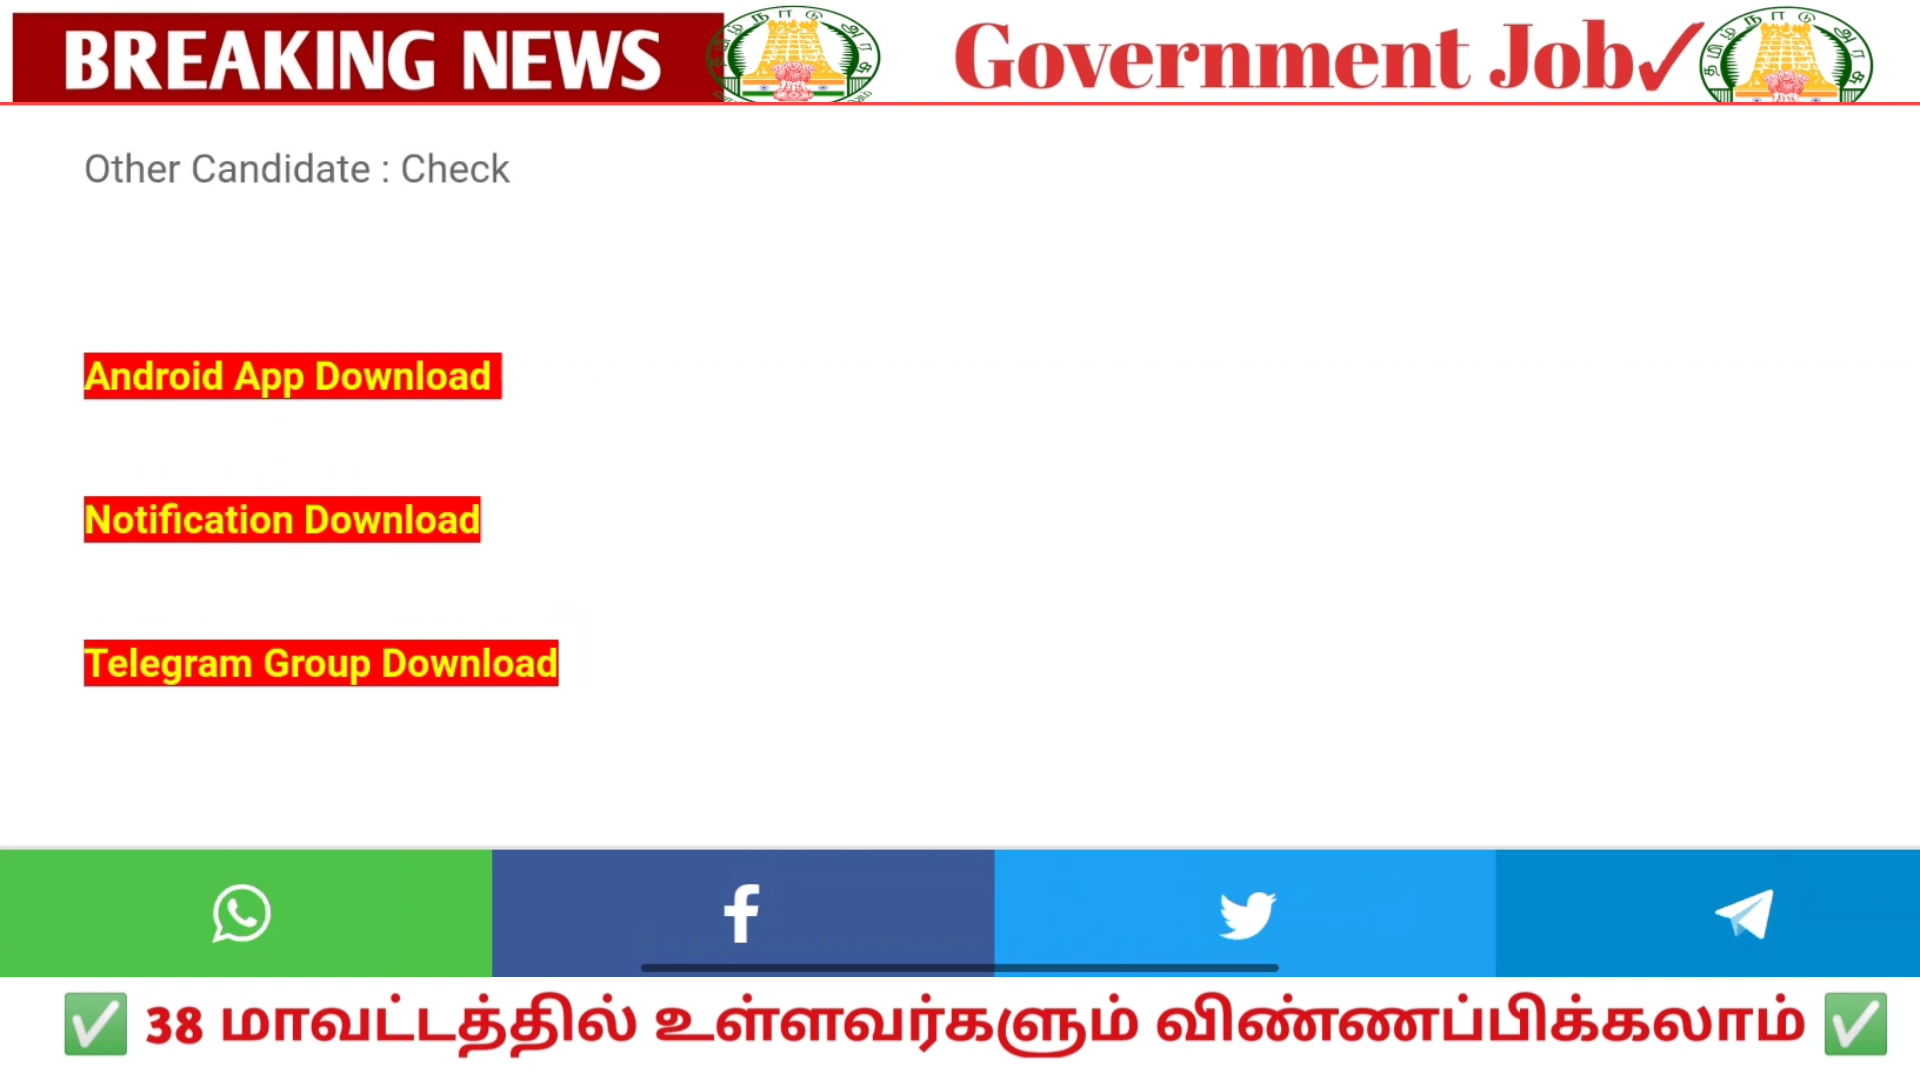 BREAKING NEWS
Government Job✓
Other Candidate : Check
Android App Download
Notification Download
Telegram Group Download
✅ 38 மாவட்டத்தில் உள்ளவர்களும் விண்ணப்பிக்கலாம் ✅